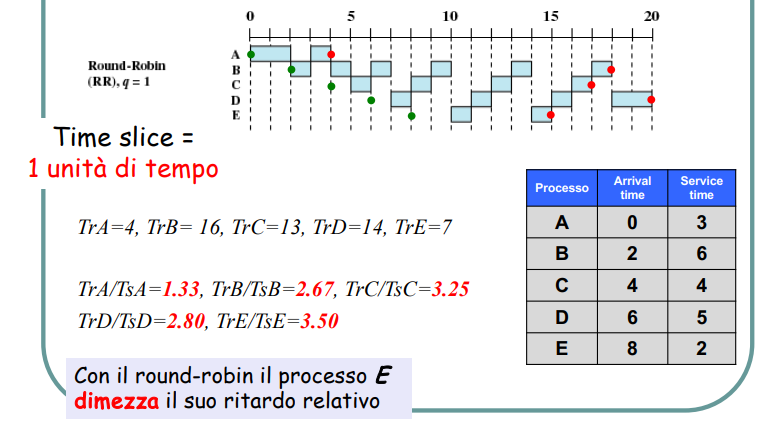 0 5 10 15 20
Round-Robin
(RR), q = 1
A
B
C
D
E
Time slice =
1 unità di tempo
TrA=4, TrB= 16, TrC=13, TrD=14, TrE=7
TrA/TsA=1.33, TrB/TsB=2.67, TrC/TsC=3.25
TrD/TsD=2.80, TrE/TsE=3.50
Con il round-robin il processo E
dimezza il suo ritardo relativo
Processo Arrival time Service time
A 0 3
B 2 6
C 4 4
D 6 5
E 8 2